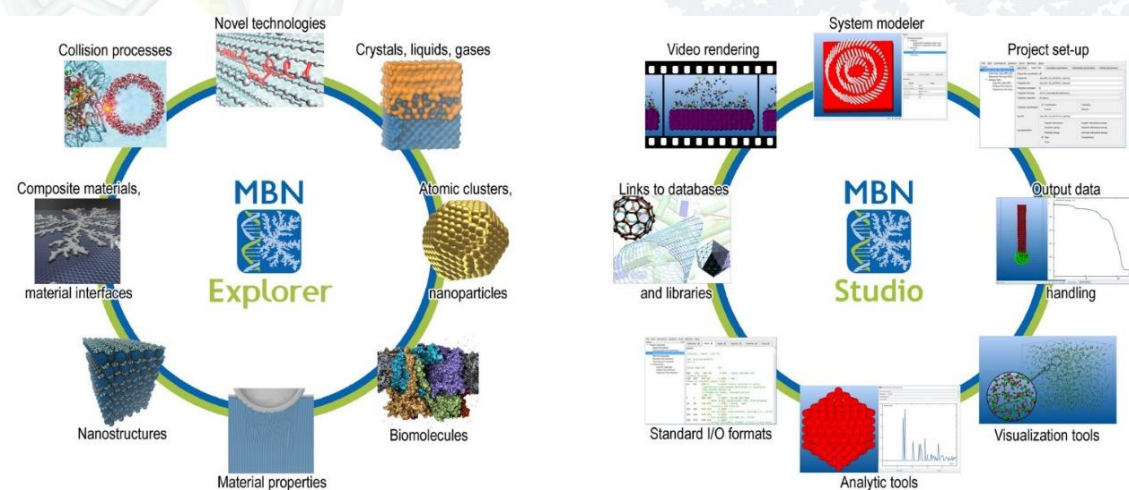 Novel technologies
Collision processes
Crystals, liquids, gases
Composite materials,
material interfaces
MBN
Explorer
Atomic clusters,
nanoparticles
Nanostructures
Biomolecules
Material properties
System modeler
Video rendering
Project set-up
Links to databases
and libraries
MBN
Studio
Output data
handling
Standard I/O formats
Visualization tools
Analytic tools